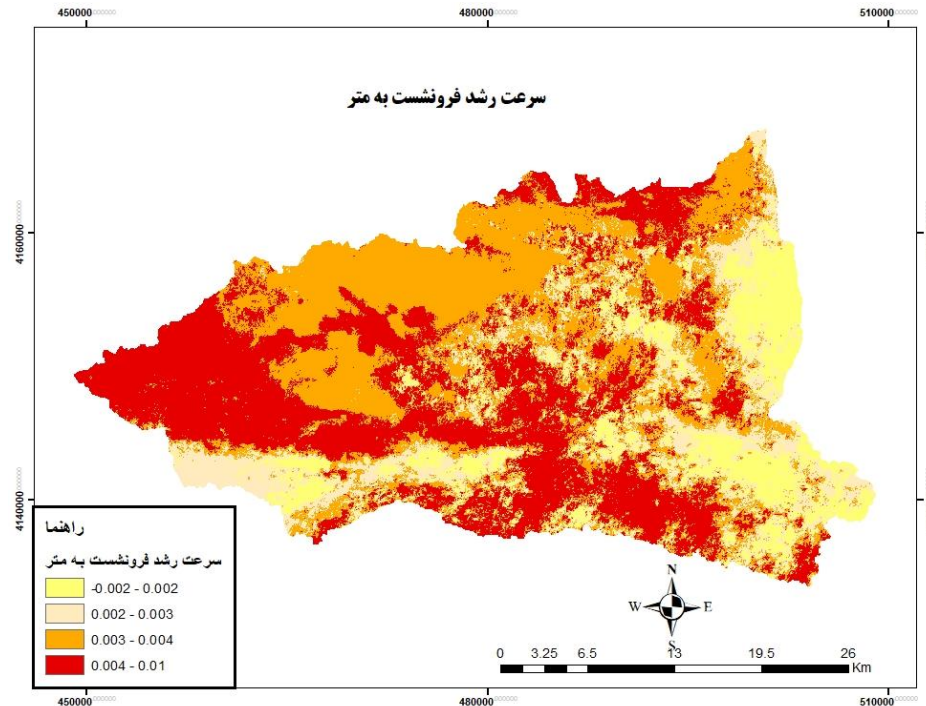 450000 480000 510000
سرعت رشد فرونشست به متر
4160000
4140000
راهنما
سرعت رشد فرونشست به متر
-0.002 - 0.002
0.002 - 0.003
0.003 - 0.004
0.004 - 0.01
N
W E
S
0 3.25 6.5 13 19.5 26
Km
450000 480000 510000